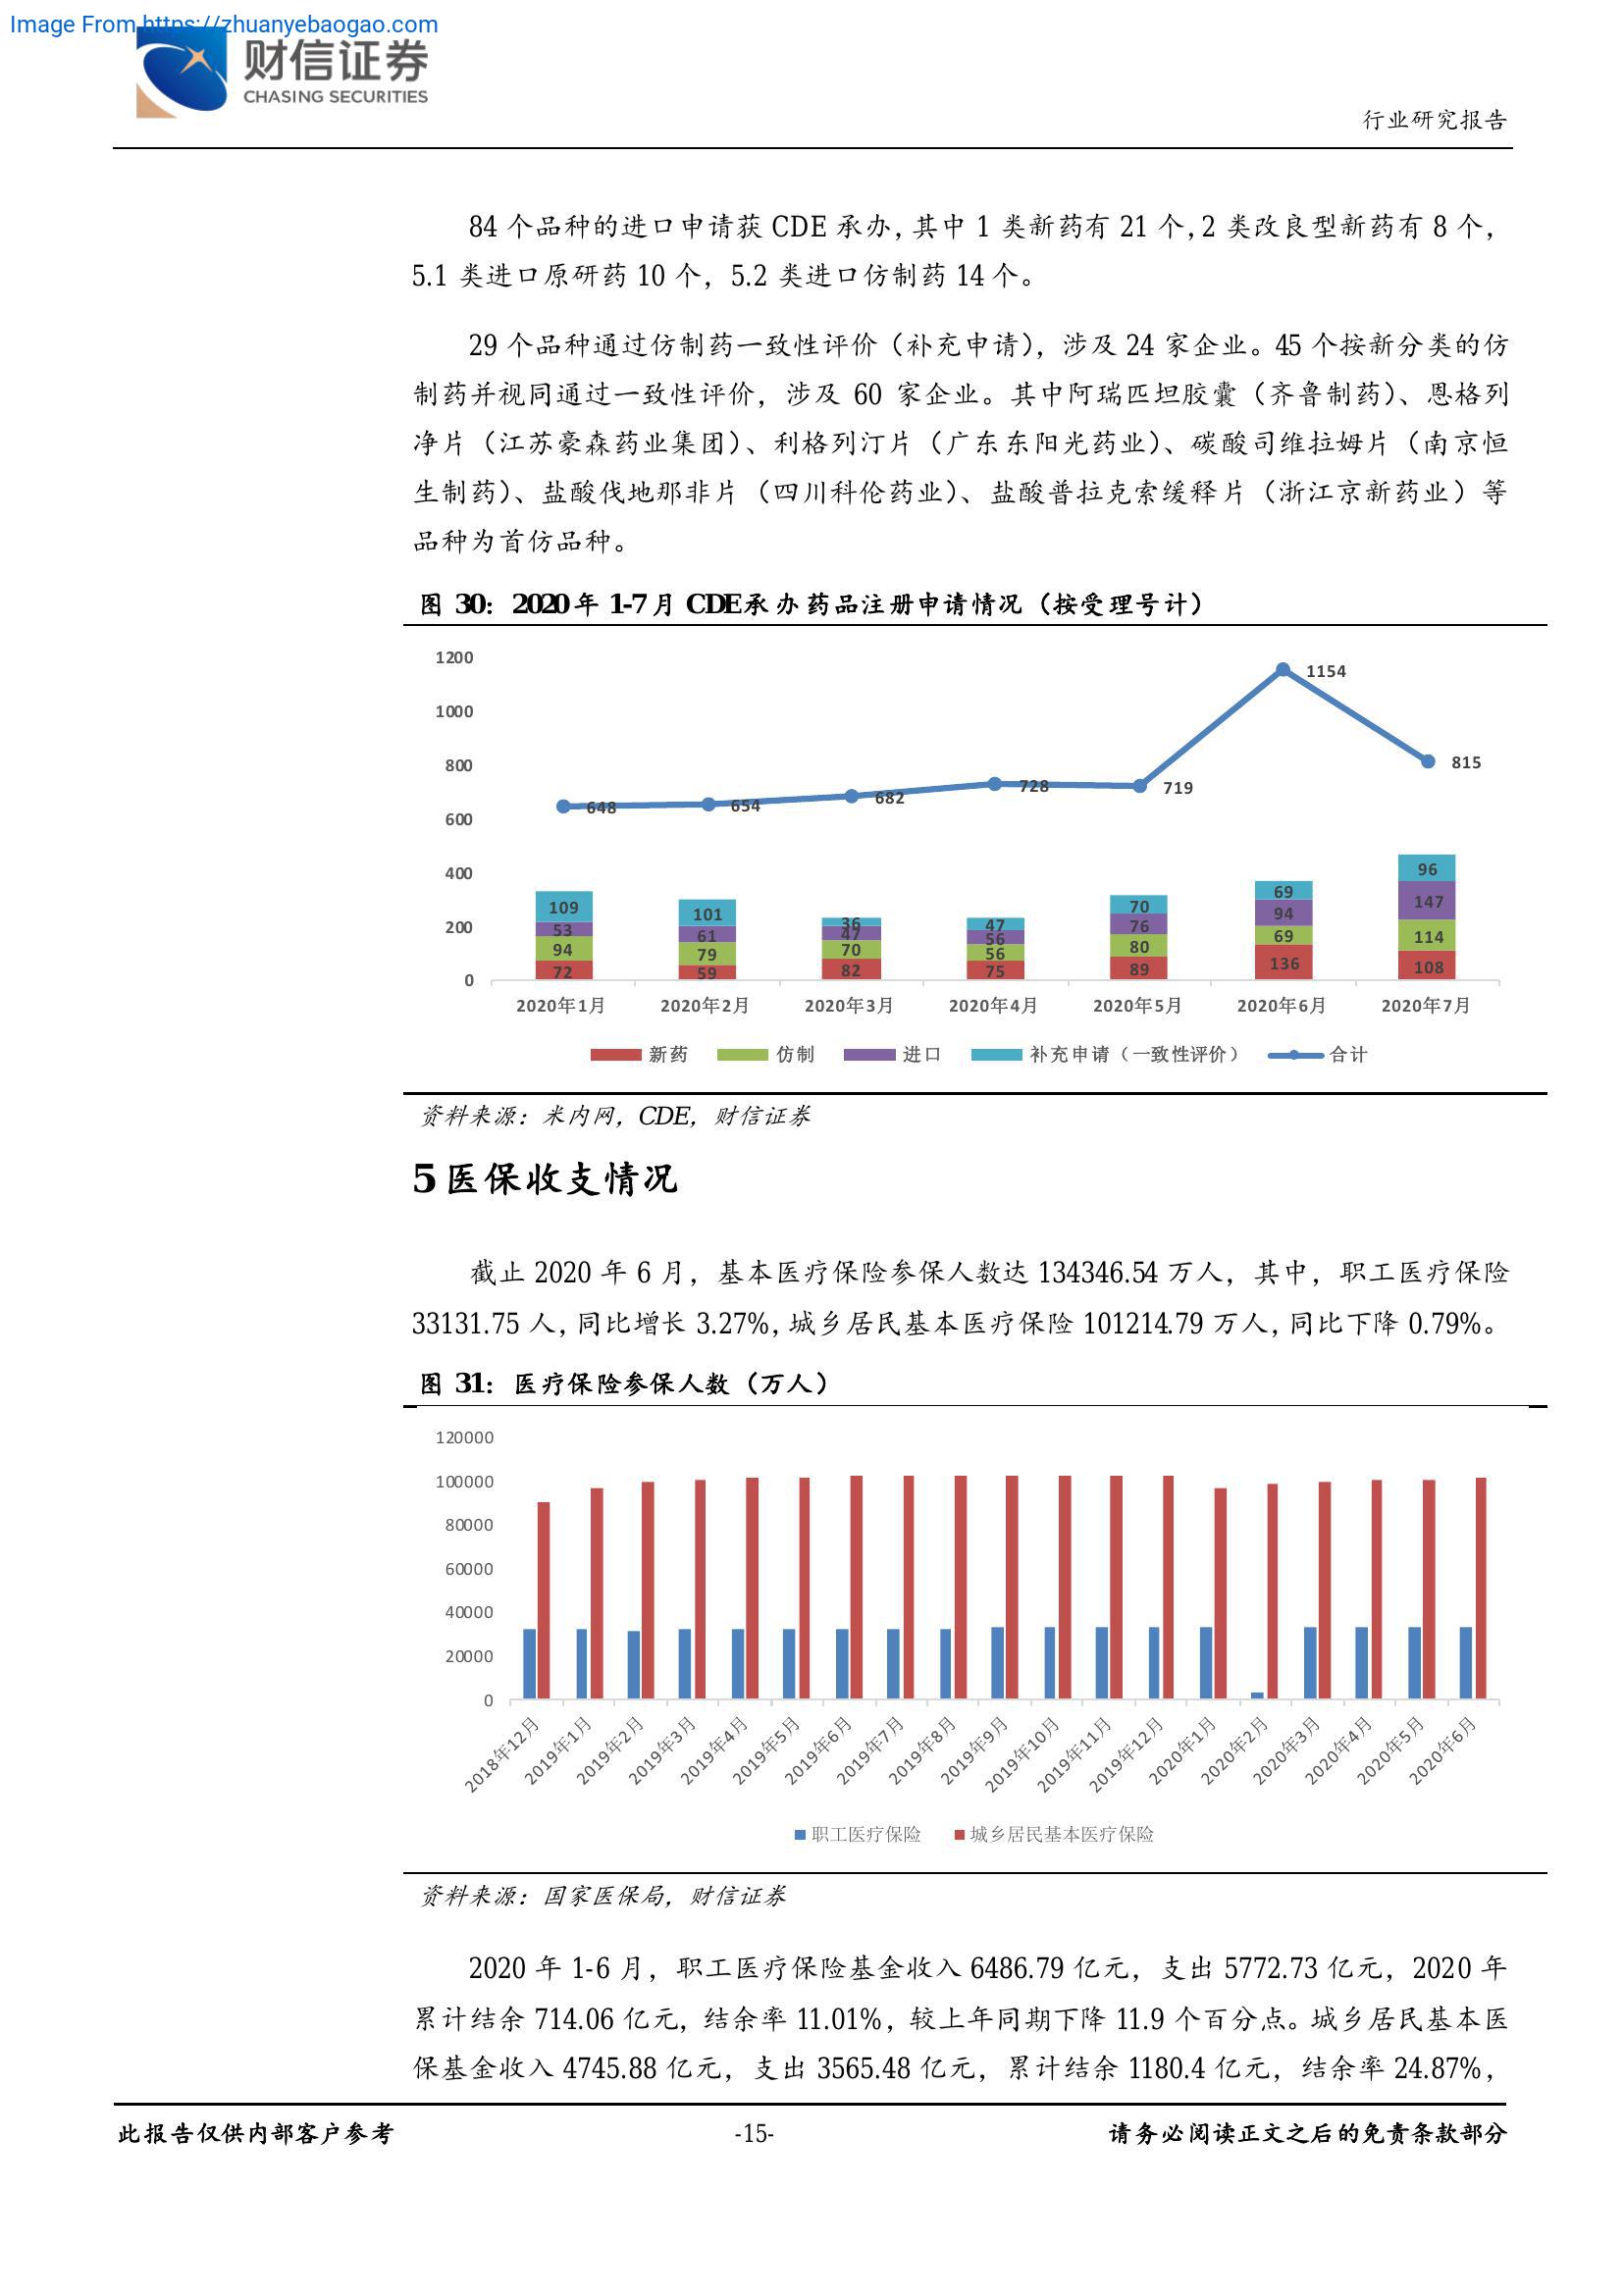 Image From https://zhuanyebaogao.com
财信证券
CHASING SECURITIES
行业研究报告
84 个品种的进口申请获 CDE 承办，其中 1 类新药有 21 个，2 类改良型新药有 8 个，
5.1 类进口原研药 10 个，5.2 类进口仿制药 14 个。
29 个品种通过仿制药一致性评价（补充申请），涉及 24 家企业。45 个按新分类的仿
制药并视同通过一致性评价，涉及 60 家企业。其中阿瑞匹坦胶囊（齐鲁制药）、恩格列
净片（江苏豪森药业集团）、利格列汀片（广东东阳光药业）、碳酸司维拉姆片（南京恒
生制药）、盐酸伐地那非片（四川科伦药业）、盐酸普拉克索缓释片（浙江京新药业）等
品种为首仿品种。
图 30：2020 年 1-7 月 CDE 承办药品注册申请情况（按受理号计）
1200
1000
800
600
400
200
0
648 654 682 728 719 1154 815
109 101 36 47 70 69 96
53 61 47 56 76 94 147
94 79 70 56 80 69 114
72 59 82 75 89 136 108
2020年1月 2020年2月 2020年3月 2020年4月 2020年5月 2020年6月 2020年7月
新药 仿制 进口 补充申请（一致性评价） 合计
资料来源：米内网，CDE，财信证券
5 医保收支情况
截止 2020 年 6 月，基本医疗保险参保人数达 134346.54 万人，其中，职工医疗保险
33131.75 人，同比增长 3.27%，城乡居民基本医疗保险 101214.79 万人，同比下降 0.79%。
图 31：医疗保险参保人数（万人）
120000
100000
80000
60000
40000
20000
0
2018年12月 2019年1月 2019年2月 2019年3月 2019年4月 2019年5月 2019年6月 2019年7月 2019年8月 2019年9月 2019年10月 2019年11月 2019年12月 2020年1月 2020年2月 2020年3月 2020年4月 2020年5月 2020年6月
职工医疗保险 城乡居民基本医疗保险
资料来源：国家医保局，财信证券
2020 年 1-6 月，职工医疗保险基金收入 6486.79 亿元，支出 5772.73 亿元，2020 年
累计结余 714.06 亿元，结余率 11.01%，较上年同期下降 11.9 个百分点。城乡居民基本医
保基金收入 4745.88 亿元，支出 3565.48 亿元，累计结余 1180.4 亿元，结余率 24.87%，
此报告仅供内部客户参考
-15-
请务必阅读正文之后的免责条款部分